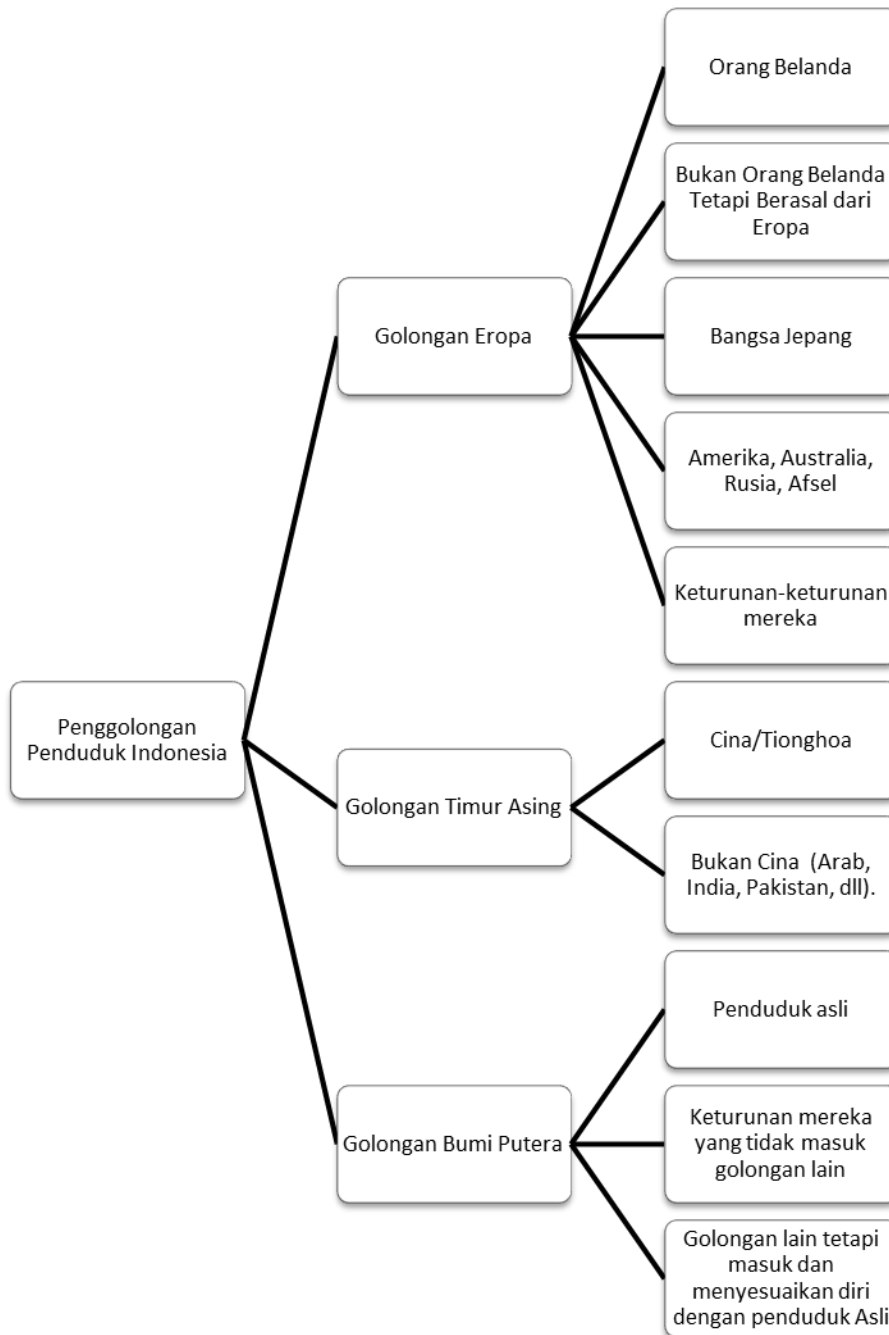 Penggolongan
Penduduk Indonesia
Golongan Eropa
Orang Belanda
Bukan Orang Belanda
Tetapi Berasal dari
Eropa
Bangsa Jepang
Amerika, Australia,
Rusia, Afsel
Keturunan-keturunan
mereka
Golongan Timur Asing
Cina/Tionghoa
Bukan Cina (Arab,
India, Pakistan, dll).
Golongan Bumi Putera
Penduduk asli
Keturunan mereka
yang tidak masuk
golongan lain
Golongan lain tetapi
masuk dan
menyesuaikan diri
dengan penduduk Asli